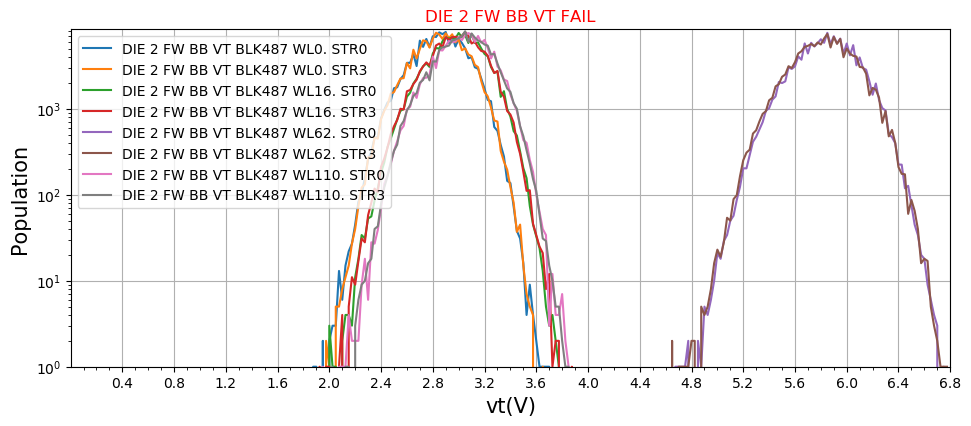 DIE 2 FW BB VT FAIL
DIE 2 FW BB VT BLK487 WL0. STR0
DIE 2 FW BB VT BLK487 WL0. STR3
DIE 2 FW BB VT BLK487 WL16. STR0
DIE 2 FW BB VT BLK487 WL16. STR3
DIE 2 FW BB VT BLK487 WL62. STR0
DIE 2 FW BB VT BLK487 WL62. STR3
DIE 2 FW BB VT BLK487 WL110. STR0
DIE 2 FW BB VT BLK487 WL110. STR3
Population
10³
10²
10¹
10⁰
0.4 0.8 1.2 1.6 2.0 2.4 2.8 3.2 3.6 4.0 4.4 4.8 5.2 5.6 6.0 6.4 6.8
vt(V)